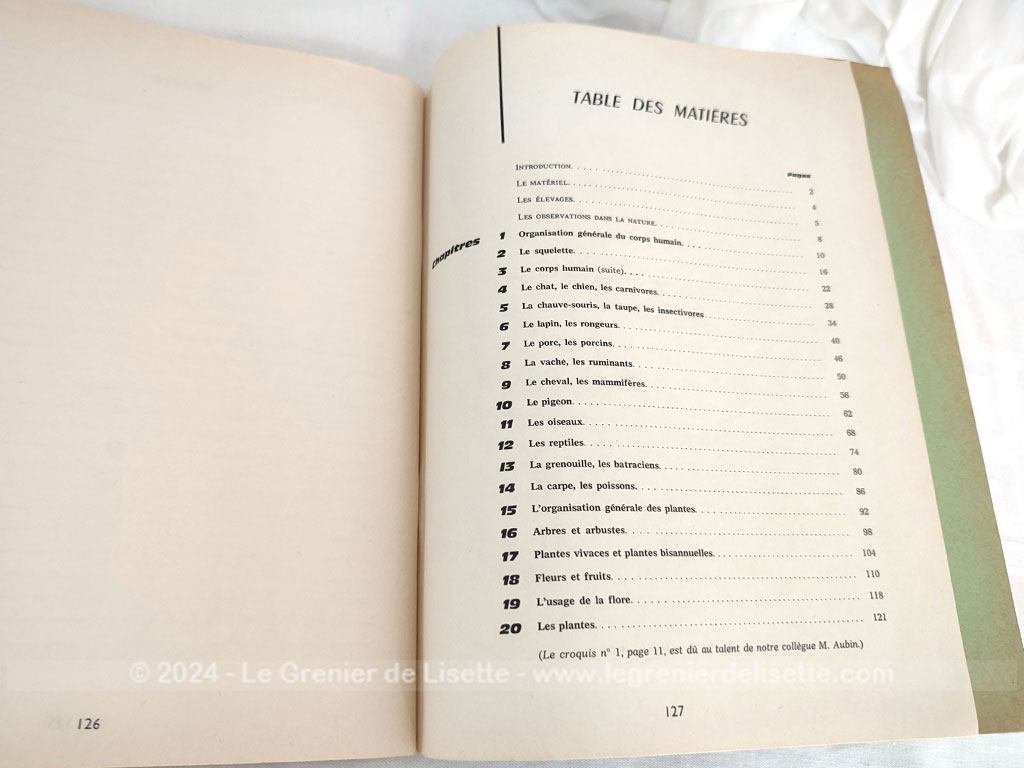 TABLE DES MATIÈRES
Pages
INTRODUCTION. . . . 2
LE MATÉRIEL. . . . 4
LES ÉLEVAGES. . . . 5
LES OBSERVATIONS DANS LA NATURE. . . . 8
Chapitres
1 Organisation générale du corps humain. . . . 10
2 Le squelette. . . . 16
3 Le corps humain (suite). . . . 22
4 Le chat, le chien, les carnivores. . . . 28
5 La chauve-souris, la taupe, les insectivores . . . . 34
6 Le lapin, les rongeurs. . . . 40
7 Le porc, les porcins. . . . 46
8 La vache, les ruminants. . . . 50
9 Le cheval, les mammifères. . . . 56
10 Le pigeon. . . . 62
11 Les oiseaux. . . . 68
12 Les reptiles. . . . 74
13 La grenouille, les batraciens. . . . 80
14 La carpe, les poissons. . . . 86
15 L'organisation générale des plantes. . . . 92
16 Arbres et arbustes. . . . 98
17 Plantes vivaces et plantes bisannuelles. . . . 104
18 Fleurs et fruits. . . . 110
19 L'usage de la flore. . . . 118
20 Les plantes. . . . 121
(Le croquis n° 1, page 11, est dû au talent de notre collègue M. Aubin.)
© 2024 - Le Grenier de Lisette - www.legrenierdelisette.com
126
127